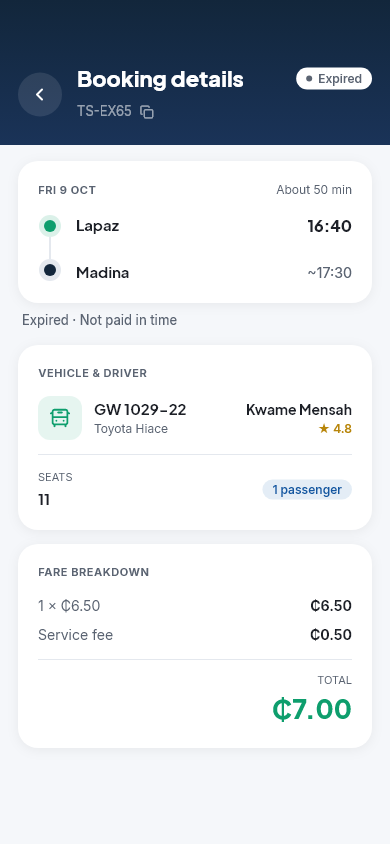 Booking details
Expired
TS-EX65
FRI 9 OCT
About 50 min
Lapaz
16:40
Madina
~17:30
Expired · Not paid in time
VEHICLE & DRIVER
GW 1029-22
Kwame Mensah
Toyota Hiace
★ 4.8
SEATS
11
1 passenger
FARE BREAKDOWN
1 × ₵6.50
₵6.50
Service fee
₵0.50
TOTAL
₵7.00